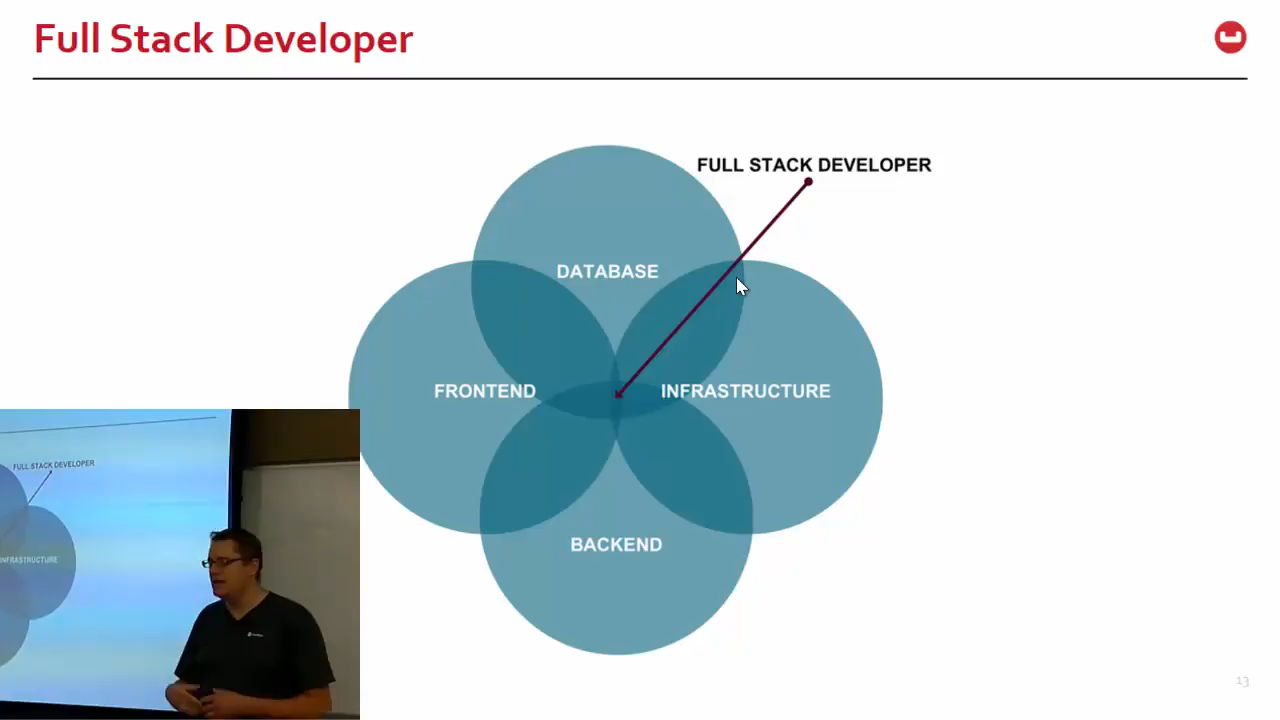 Full Stack Developer
FULL STACK DEVELOPER
DATABASE
FRONTEND
INFRASTRUCTURE
BACKEND
FULL STACK DEVELOPER
INFRASTRUCTURE
13